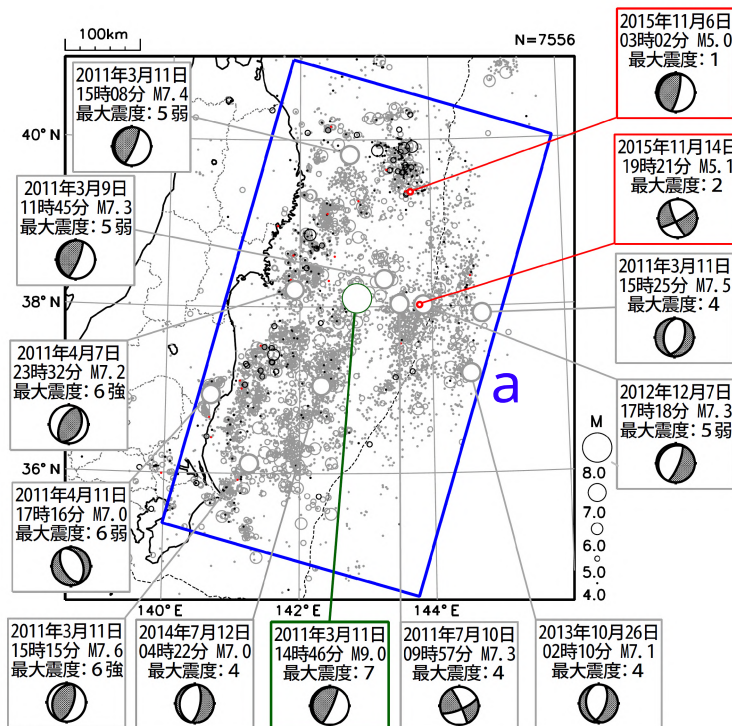 100km
N=7556
2011年3月11日
15時08分 M7.4
最大震度：5弱
2015年11月6日
03時02分 M5.0
最大震度：1
40°N
2011年3月9日
11時45分 M7.3
最大震度：5弱
2015年11月14日
19時21分 M5.1
最大震度：2
38°N
2011年3月11日
15時25分 M7.5
最大震度：4
2011年4月7日
23時32分 M7.2
最大震度：6強
a
2012年12月7日
17時18分 M7.3
最大震度：5弱
M
8.0
7.0
6.0
5.0
4.0
36°N
2011年4月11日
17時16分 M7.0
最大震度：6弱
140°E
142°E
144°E
2011年3月11日
15時15分 M7.6
最大震度：6強
2014年7月12日
04時22分 M7.0
最大震度：4
2011年3月11日
14時46分 M9.0
最大震度：7
2011年7月10日
09時57分 M7.3
最大震度：4
2013年10月26日
02時10分 M7.1
最大震度：4